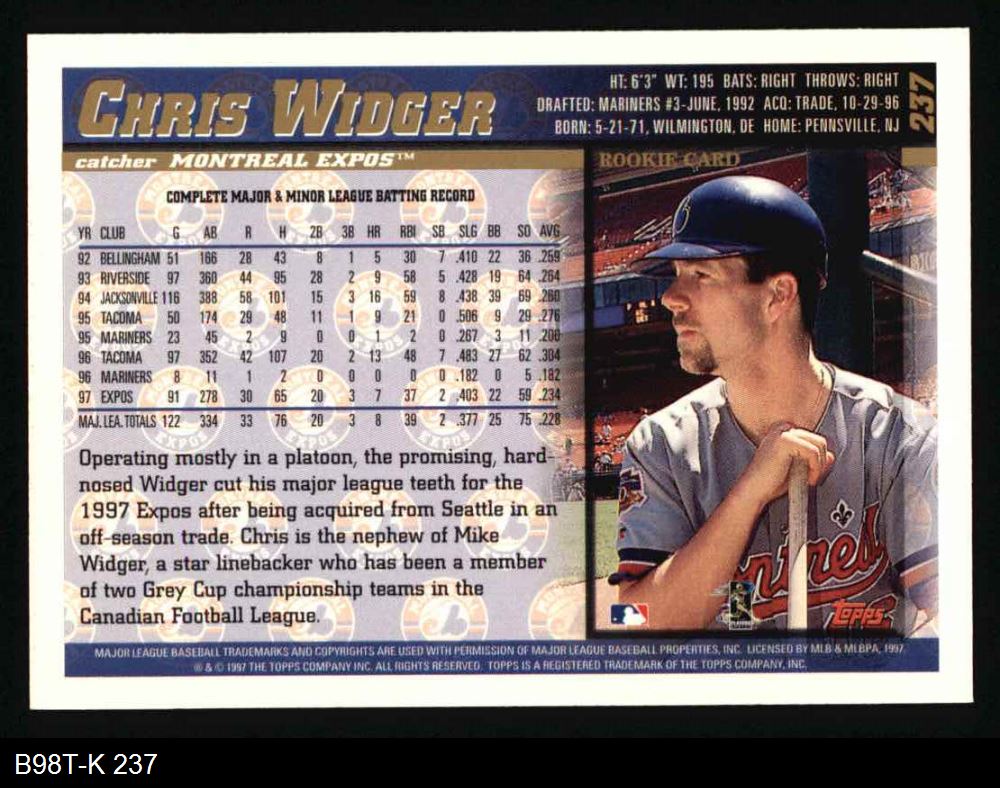 CHRIS WIDGER
HT: 6'3" WT: 195 BATS: RIGHT THROWS: RIGHT
DRAFTED: MARINERS #3-JUNE, 1992 ACQ: TRADE, 10-29-96
BORN: 5-21-71, WILMINGTON, DE HOME: PENNSVILLE, NJ
237
catcher MONTREAL EXPOS™
ROOKIE CARD
COMPLETE MAJOR & MINOR LEAGUE BATTING RECORD
YR CLUB G AB R H 2B 3B HR RBI SB SLG BB SO AVG
92 BELLINGHAM 51 166 28 43 8 1 5 30 7 .410 22 36 .259
93 RIVERSIDE 97 360 44 95 28 2 9 58 5 .428 19 64 .264
94 JACKSONVILLE 116 388 58 101 15 3 16 59 8 .438 39 69 .260
95 TACOMA 50 174 29 48 11 1 9 21 0 .506 9 29 .276
95 MARINERS 23 45 2 9 0 0 1 2 0 .267 3 11 .200
96 TACOMA 97 352 42 107 20 2 13 48 7 .483 27 62 .304
96 MARINERS 8 11 1 2 0 0 0 0 0 .182 0 5 .182
97 EXPOS 91 278 30 65 20 3 7 37 2 .403 22 59 .234
MAJ. LEA. TOTALS 122 334 33 76 20 3 8 39 2 .377 25 75 .228
Operating mostly in a platoon, the promising, hard-
nosed Widger cut his major league teeth for the
1997 Expos after being acquired from Seattle in an
off-season trade. Chris is the nephew of Mike
Widger, a star linebacker who has been a member
of two Grey Cup championship teams in the
Canadian Football League.
ntreal
TOPPS
MAJOR LEAGUE BASEBALL TRADEMARKS AND COPYRIGHTS ARE USED WITH PERMISSION OF MAJOR LEAGUE BASEBALL PROPERTIES, INC. LICENSED BY MLB & MLBPA, 1997.
® & © 1997 THE TOPPS COMPANY INC. ALL RIGHTS RESERVED. TOPPS IS A REGISTERED TRADEMARK OF THE TOPPS COMPANY, INC.
B98T-K 237